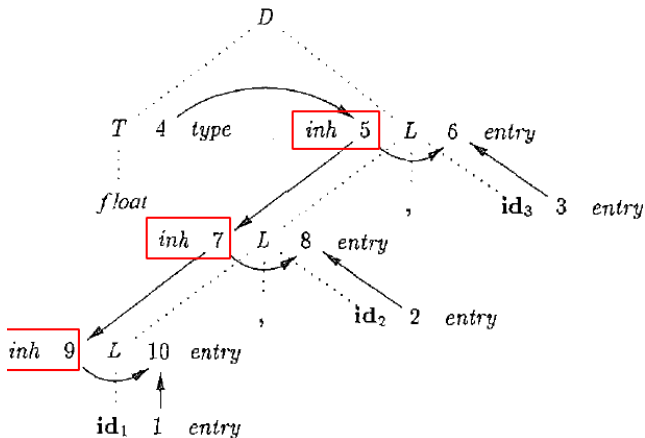 D
T 4 type inh 5 L 6 entry
float , id₃ 3 entry
inh 7 L 8 entry
, id₂ 2 entry
inh 9 L 10 entry
id₁ 1 entry